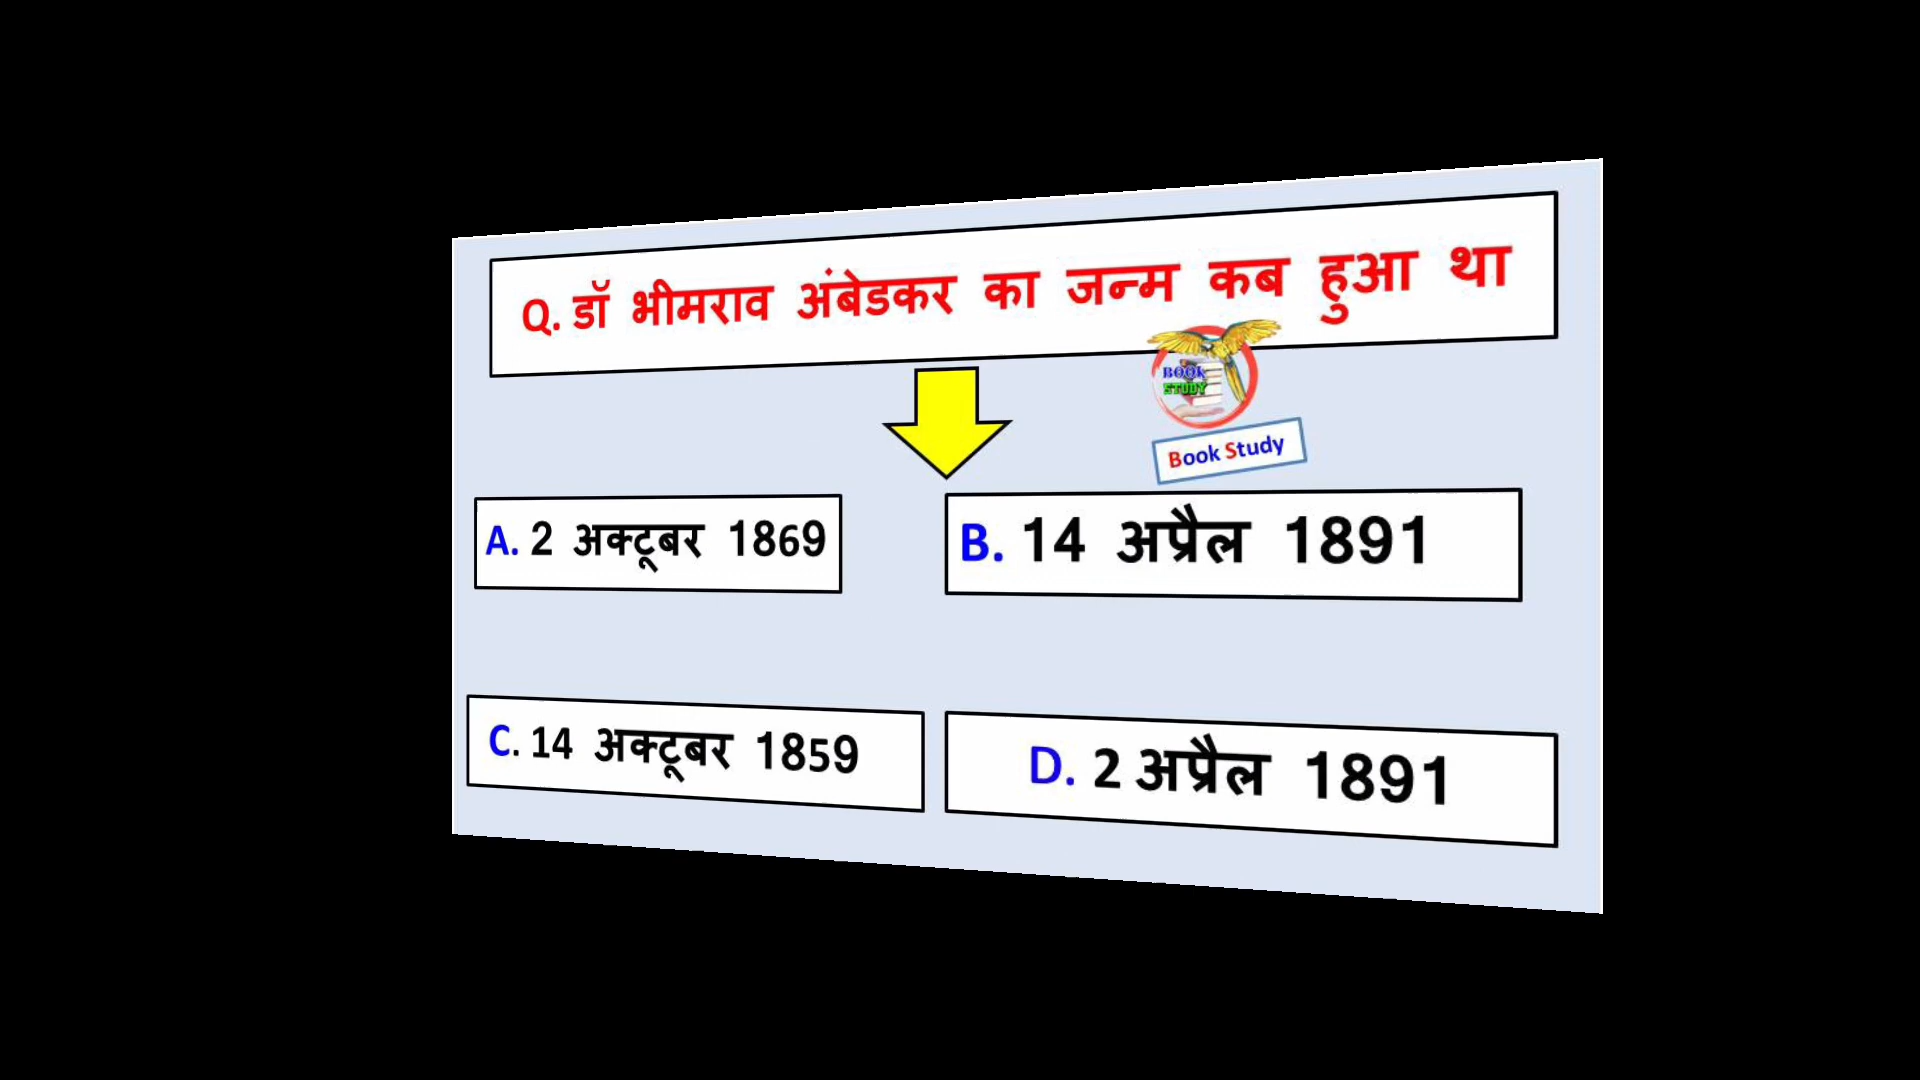 Q. डॉ भीमराव अंबेडकर का जन्म कब हुआ था
BOOK
STUDY
Book Study
A. 2 अक्टूबर 1869
B. 14 अप्रैल 1891
C. 14 अक्टूबर 1859
D. 2 अप्रैल 1891